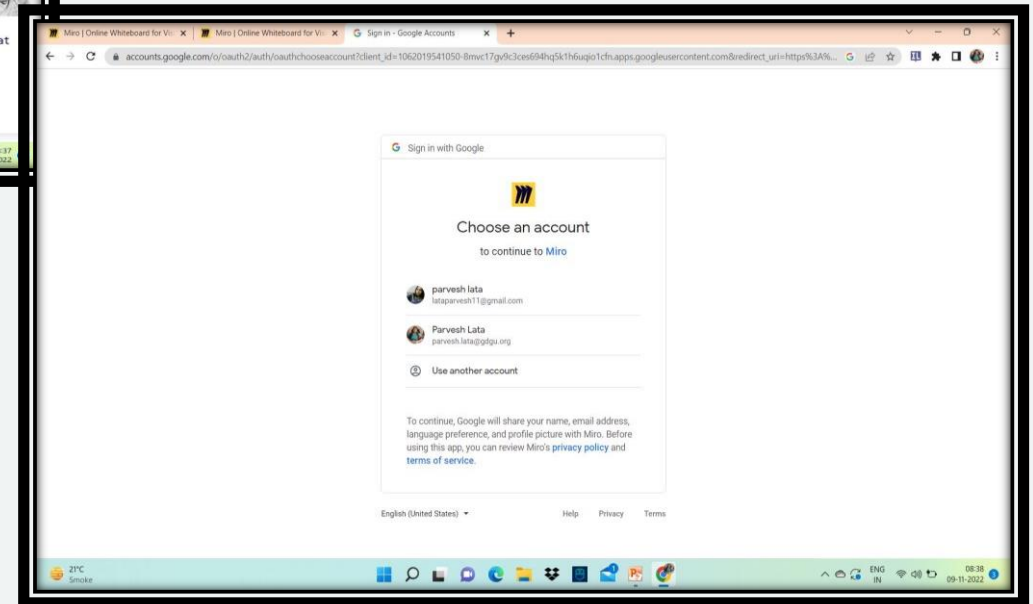 at
:37
022
Miro | Online Whiteboard for Vis
Miro | Online Whiteboard for Vis
Sign in - Google Accounts
accounts.google.com/o/oauth2/auth/oauthchooseaccount?client_id=1062019541050-8mvc17gv9c3ces694hq5k1h6uqio1cfn.apps.googleusercontent.com&redirect_uri=https%3A%...
Sign in with Google
Choose an account
to continue to Miro
parvesh lata
lataparvesh11@gmail.com
Parvesh Lata
parvesh.lata@gdgu.org
Use another account
To continue, Google will share your name, email address,
language preference, and profile picture with Miro. Before
using this app, you can review Miro's privacy policy and
terms of service.
English (United States)
Help Privacy Terms
21°C
Smoke
ENG
IN
08:38
09-11-2022